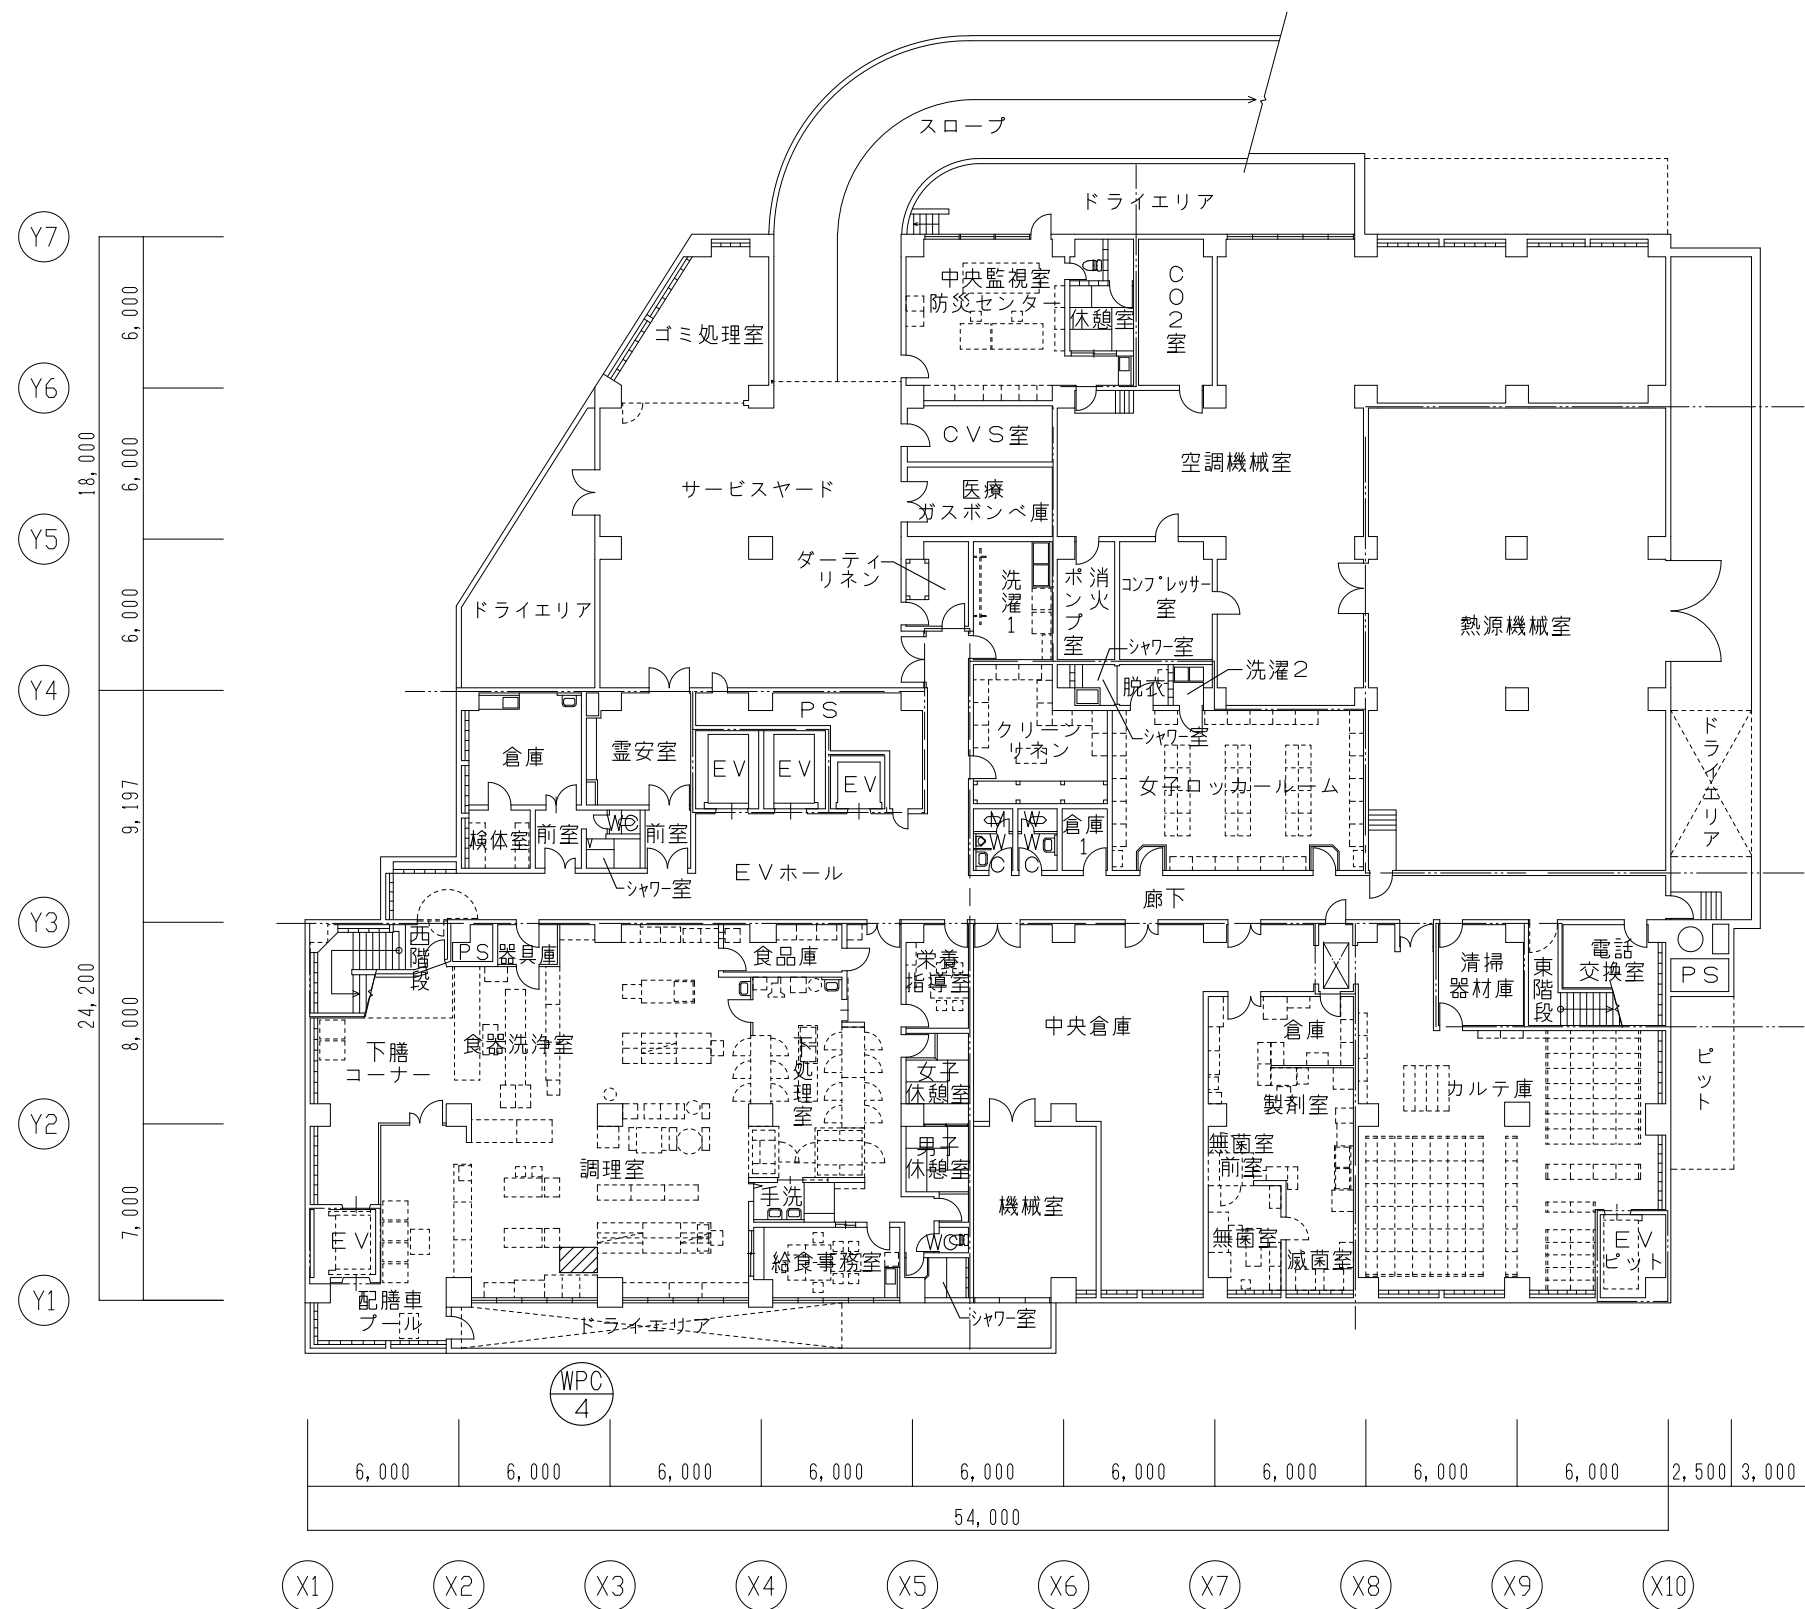 スロープ
ドライエリア
Y7
中央監視室
防災センター
休憩室
CO2室
ゴミ処理室
6,000
Y6
CVS室
18,000
6,000
空調機械室
サービスヤード
医療
ガスボンベ庫
Y5
ダーティ
リネン
洗濯1
消火
ポンプ室
コンプレッサー
室
ドライエリア
6,000
熱源機械室
シャワー室
洗濯2
脱衣
Y4
PS
クリーン
リネン
シャワー室
ドライエリア
倉庫
霊安室
EV
EV
EV
女子ロッカールーム
9,197
検体室
前室
WC
前室
MWC
WWC
倉庫
1
シャワー室
EVホール
廊下
Y3
西階段
PS
器具庫
食品庫
栄養
指導室
清掃
器材庫
東階段
電話
交換室
PS
24,200
8,000
下膳
コーナー
食器洗浄室
下処理室
中央倉庫
倉庫
女子
休憩室
カルテ庫
ピット
製剤室
Y2
調理室
男子
休憩室
無菌室
前室
手洗
機械室
7,000
EV
WC
無菌室
滅菌室
給食事務室
EV
ピット
Y1
配膳車
プール
ドライエリア
シャワー室
WPC
4
6,000
6,000
6,000
6,000
6,000
6,000
6,000
6,000
6,000
2,500
3,000
54,000
X1
X2
X3
X4
X5
X6
X7
X8
X9
X10